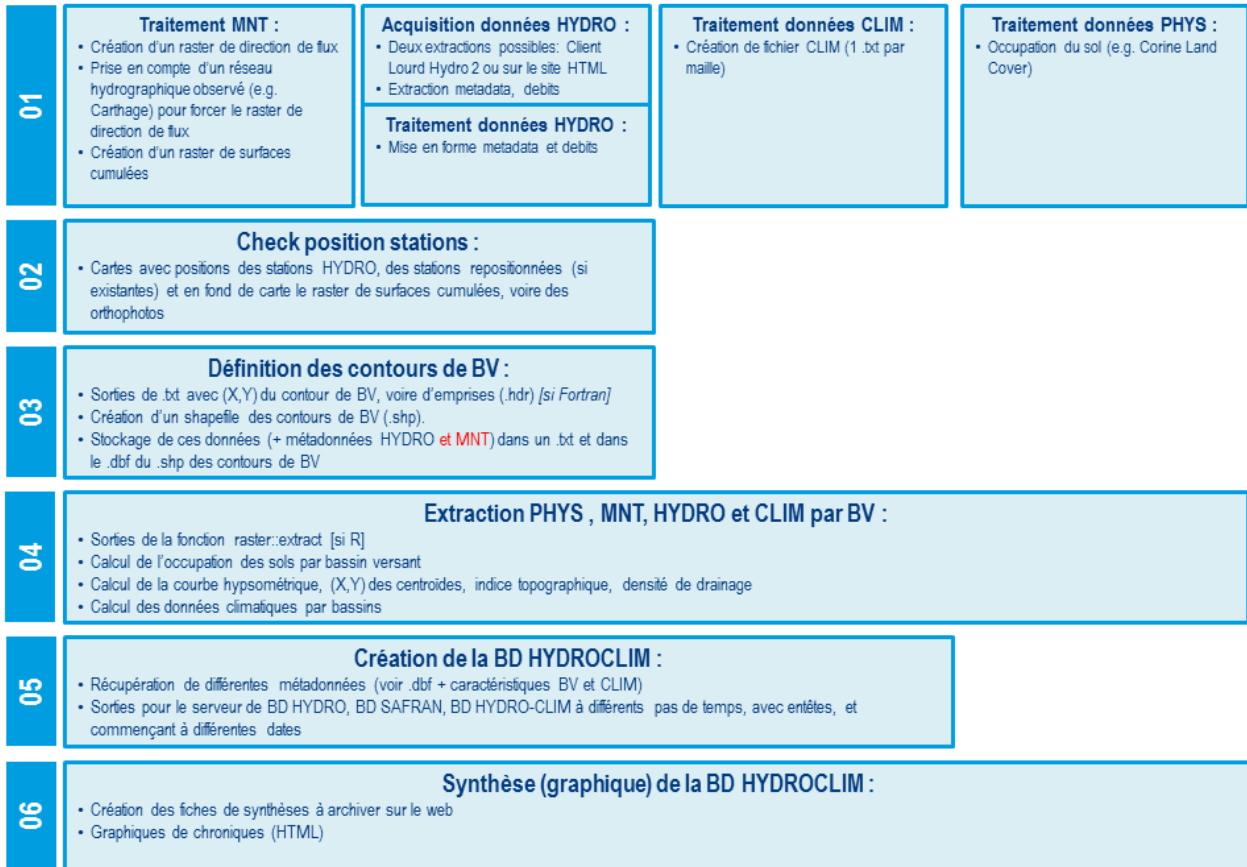 01
Traitement MNT :
• Création d'un raster de direction de flux
• Prise en compte d'un réseau
hydrographique observé (e.g.
Carthage) pour forcer le raster de
direction de flux
• Création d'un raster de surfaces
cumulées
Acquisition données HYDRO :
• Deux extractions possibles: Client
Lourd Hydro 2 ou sur le site HTML
• Extraction metadata, debits
Traitement données HYDRO :
• Mise en forme metadata et debits
Traitement données CLIM :
• Création de fichier CLIM (1 .txt par
maille)
Traitement données PHYS :
• Occupation du sol (e.g. Corine Land
Cover)
02
Check position stations :
• Cartes avec positions des stations HYDRO, des stations repositionnées (si
existantes) et en fond de carte le raster de surfaces cumulées, voire des
orthophotos
03
Définition des contours de BV :
• Sorties de .txt avec (X,Y) du contour de BV, voire d'emprises (.hdr) [si Fortran]
• Création d'un shapefile des contours de BV (.shp).
• Stockage de ces données (+ métadonnées HYDRO et MNT) dans un .txt et dans
le .dbf du .shp des contours de BV
04
Extraction PHYS , MNT, HYDRO et CLIM par BV :
• Sorties de la fonction raster::extract [si R]
• Calcul de l'occupation des sols par bassin versant
• Calcul de la courbe hypsométrique, (X,Y) des centroïdes, indice topographique, densité de drainage
• Calcul des données climatiques par bassins
05
Création de la BD HYDROCLIM :
• Récupération de différentes métadonnées (voir .dbf + caractéristiques BV et CLIM)
• Sorties pour le serveur de BD HYDRO, BD SAFRAN, BD HYDRO-CLIM à différents pas de temps, avec entêtes, et
commençant à différentes dates
06
Synthèse (graphique) de la BD HYDROCLIM :
• Création des fiches de synthèses à archiver sur le web
• Graphiques de chroniques (HTML)